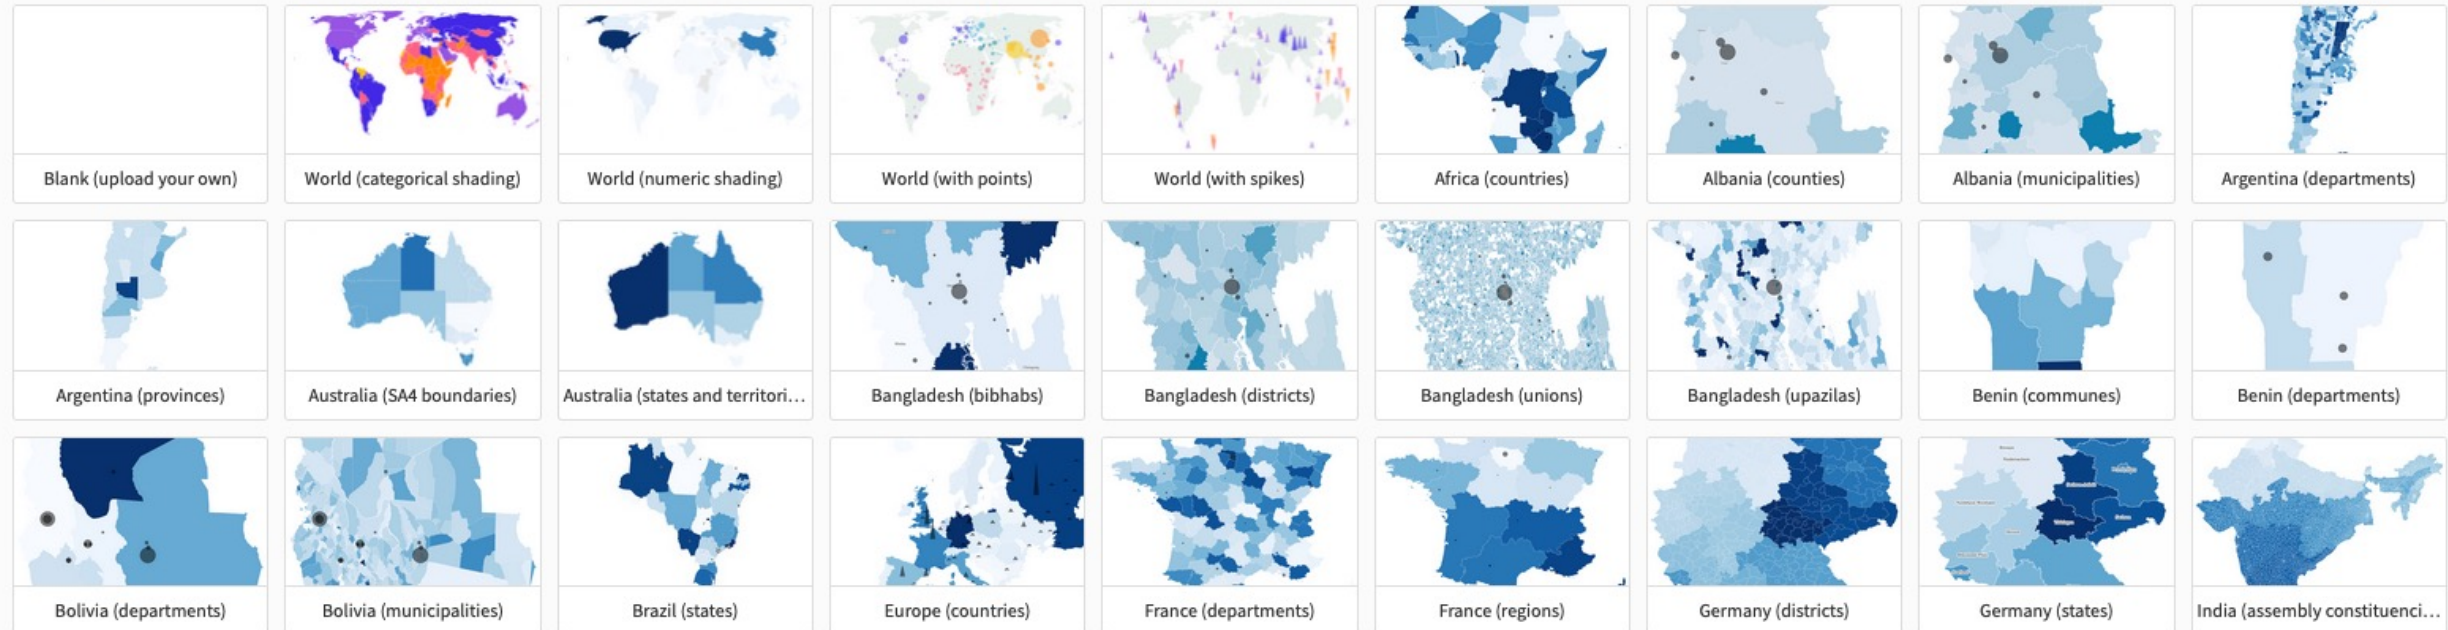 Blank (upload your own)
World (categorical shading)
World (numeric shading)
World (with points)
World (with spikes)
Africa (countries)
Albania (counties)
Albania (municipalities)
Argentina (departments)
Argentina (provinces)
Australia (SA4 boundaries)
Australia (states and territori...
Bangladesh (bibhabs)
Bangladesh (districts)
Bangladesh (unions)
Bangladesh (upazilas)
Benin (communes)
Benin (departments)
Bolivia (departments)
Bolivia (municipalities)
Brazil (states)
Europe (countries)
France (departments)
France (regions)
Germany (districts)
Germany (states)
India (assembly constituenci...